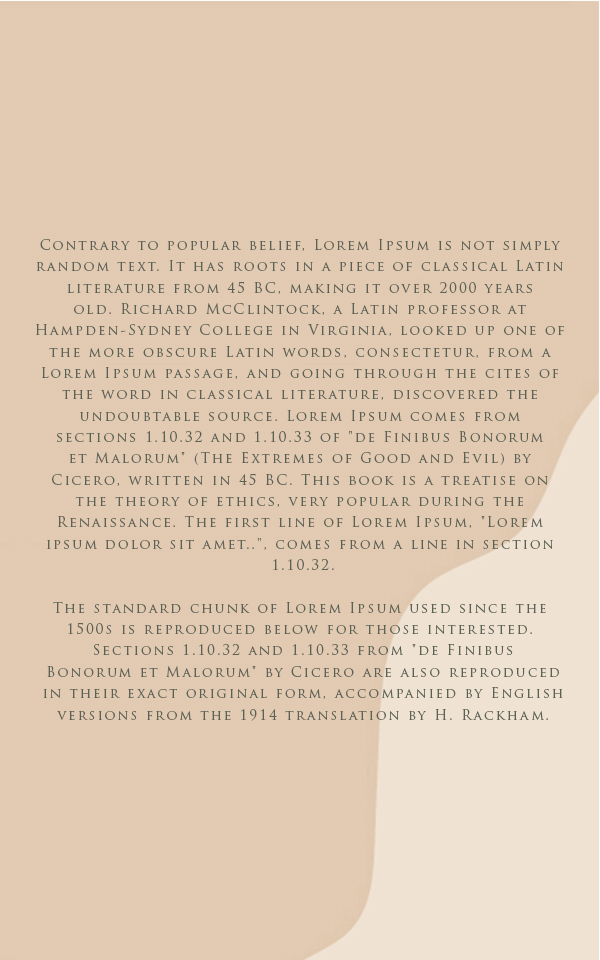 Contrary to popular belief, Lorem Ipsum is not simply
random text. It has roots in a piece of classical Latin
literature from 45 BC, making it over 2000 years
old. Richard McClintock, a Latin professor at
Hampden-Sydney College in Virginia, looked up one of
the more obscure Latin words, consectetur, from a
Lorem Ipsum passage, and going through the cites of
the word in classical literature, discovered the
undoubtable source. Lorem Ipsum comes from
sections 1.10.32 and 1.10.33 of "de Finibus Bonorum
et Malorum" (The Extremes of Good and Evil) by
Cicero, written in 45 BC. This book is a treatise on
the theory of ethics, very popular during the
Renaissance. The first line of Lorem Ipsum, "Lorem
ipsum dolor sit amet..", comes from a line in section
1.10.32.
The standard chunk of Lorem Ipsum used since the
1500s is reproduced below for those interested.
Sections 1.10.32 and 1.10.33 from "de Finibus
Bonorum et Malorum" by Cicero are also reproduced
in their exact original form, accompanied by English
versions from the 1914 translation by H. Rackham.